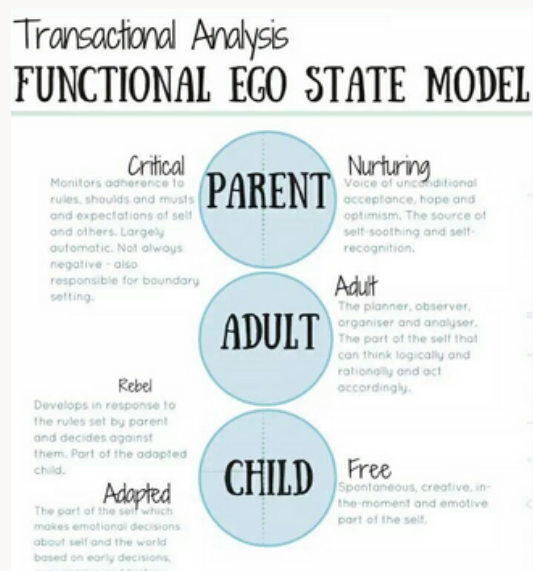 Transactional Analysis
FUNCTIONAL EGO STATE MODEL
Critical
Monitors adherence to
rules, shoulds and musts
and expectations of self
and others. Largely
automatic. Not always
negative - also
responsible for boundary
setting.
PARENT
Nurturing
Voice of unconditional
acceptance, hope and
optimism. The source of
self-soothing and self-
recognition.
ADULT
Adult
The planner, observer,
organiser and analyser.
The part of the self that
can think logically and
rationally and act
accordingly.
Rebel
Develops in response to
the rules set by parent
and decides against
them. Part of the adapted
child.
Adapted
The part of the self which
makes emotional decisions
about self and the world
based on early decisions,
CHILD
Free
Spontaneous, creative, in-
the-moment and emotive
part of the self.